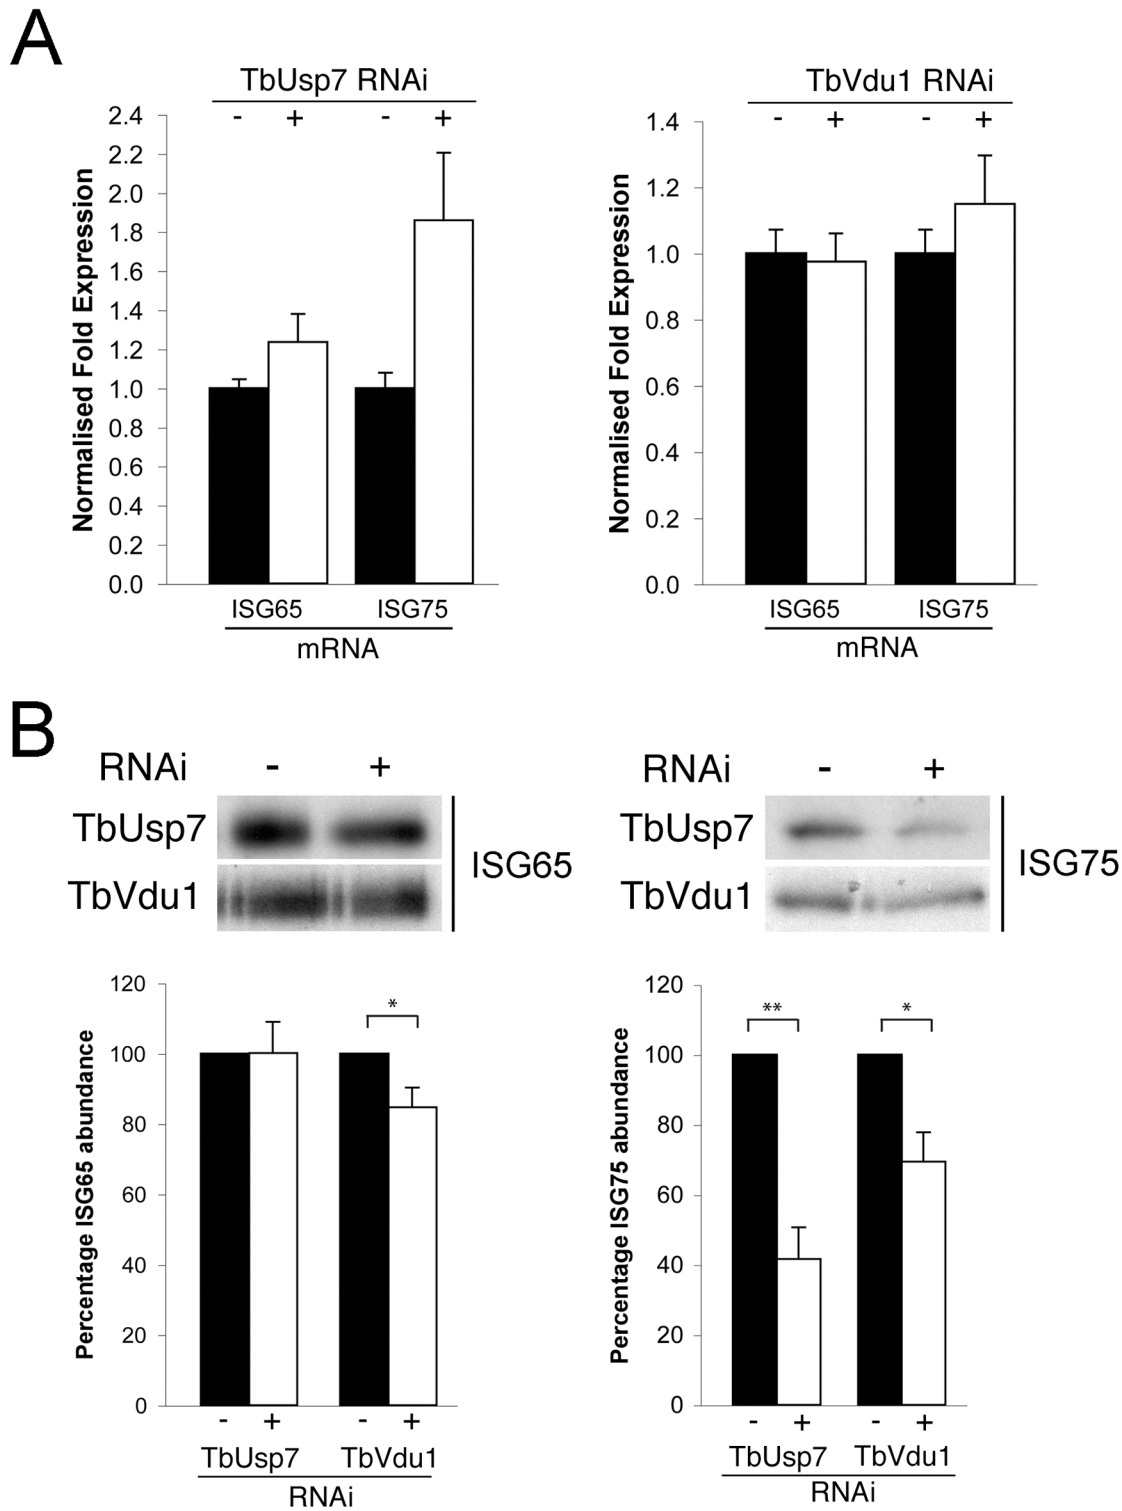 A
TbUsp7 RNAi
- + - +
Normalised Fold Expression
2.4
2.2
2.0
1.8
1.6
1.4
1.2
1.0
0.8
0.6
0.4
0.2
0.0
ISG65 ISG75
mRNA
TbVdu1 RNAi
- + - +
Normalised Fold Expression
1.4
1.2
1.0
0.8
0.6
0.4
0.2
0.0
ISG65 ISG75
mRNA
B
RNAi - +
TbUsp7
TbVdu1
ISG65
RNAi - +
TbUsp7
TbVdu1
ISG75
Percentage ISG65 abundance
120
100
80
60
40
20
0
*
- + - +
TbUsp7 TbVdu1
RNAi
Percentage ISG75 abundance
120
100
80
60
40
20
0
** *
- + - +
TbUsp7 TbVdu1
RNAi